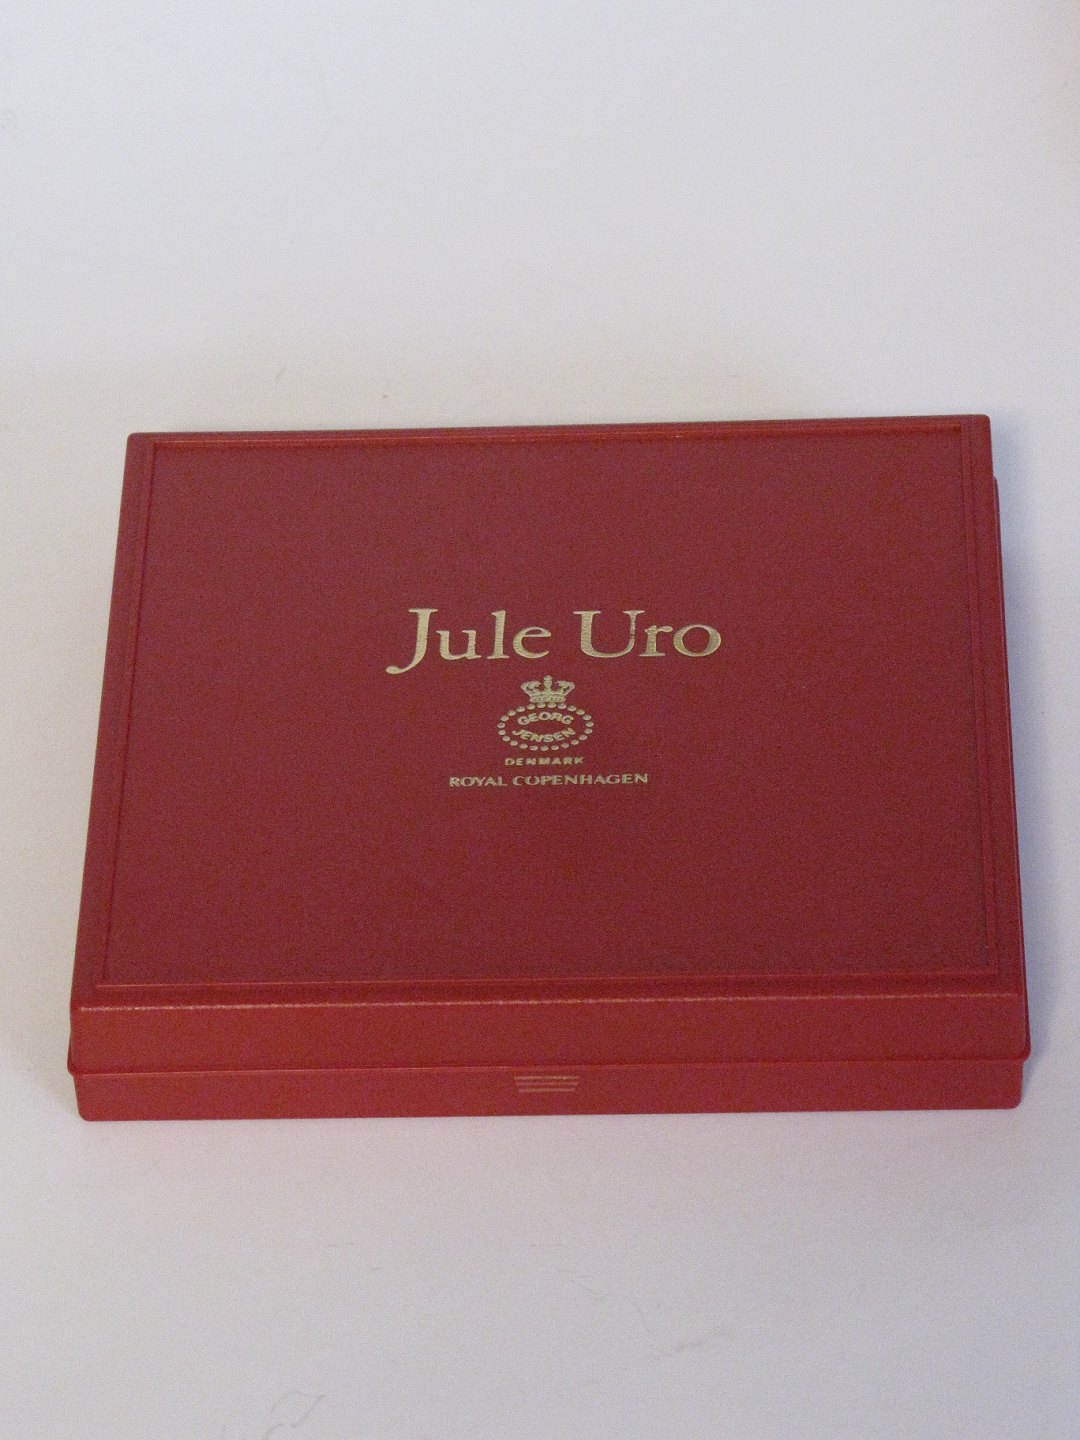 Jule Uro
GEORG
JENSEN
DENMARK
ROYAL COPENHAGEN